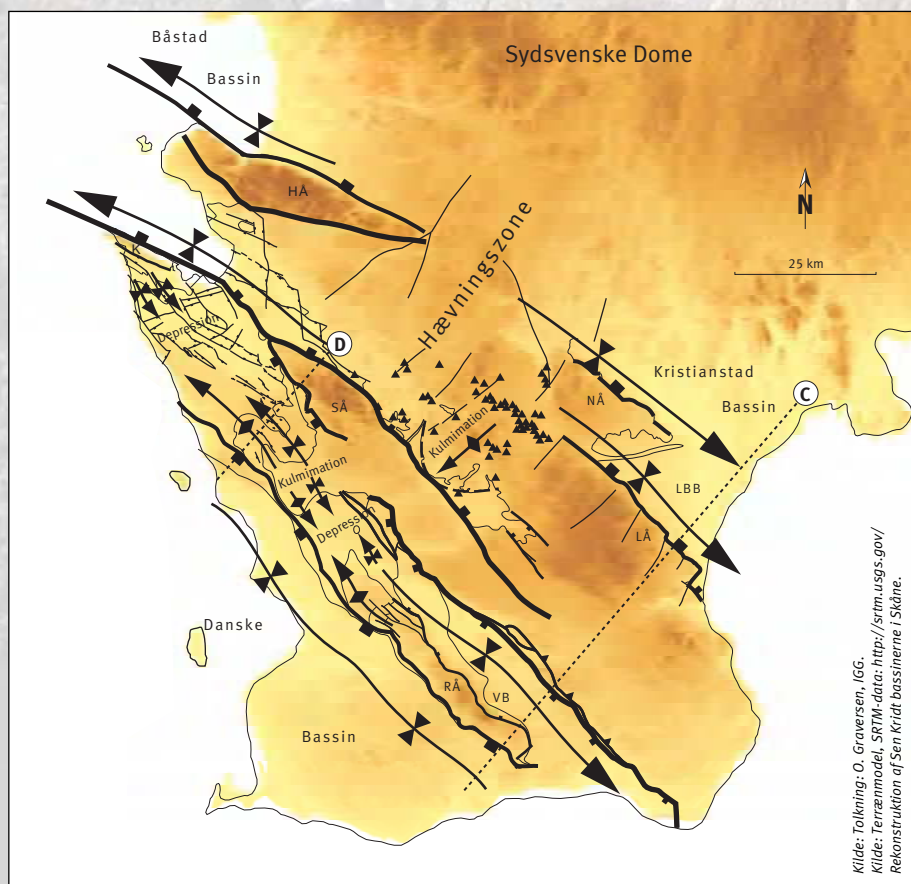 Båstad
Bassin
Sydsvenske Dome
HÅ
N
25 km
K
Hævningszone
Depression
D
Kristianstad
Bassin
C
SÅ
NÅ
Kulmimation
LBB
Kulmimation
Depression
LÅ
Danske
RÅ
VB
Bassin
Kilde: Tolkning: O. Graversen, IGG.
Kilde: Terrænmodel, SRTM-data: http://srtm.usgs.gov/
Rekonstruktion af Sen Kridt bassinerne i Skåne.